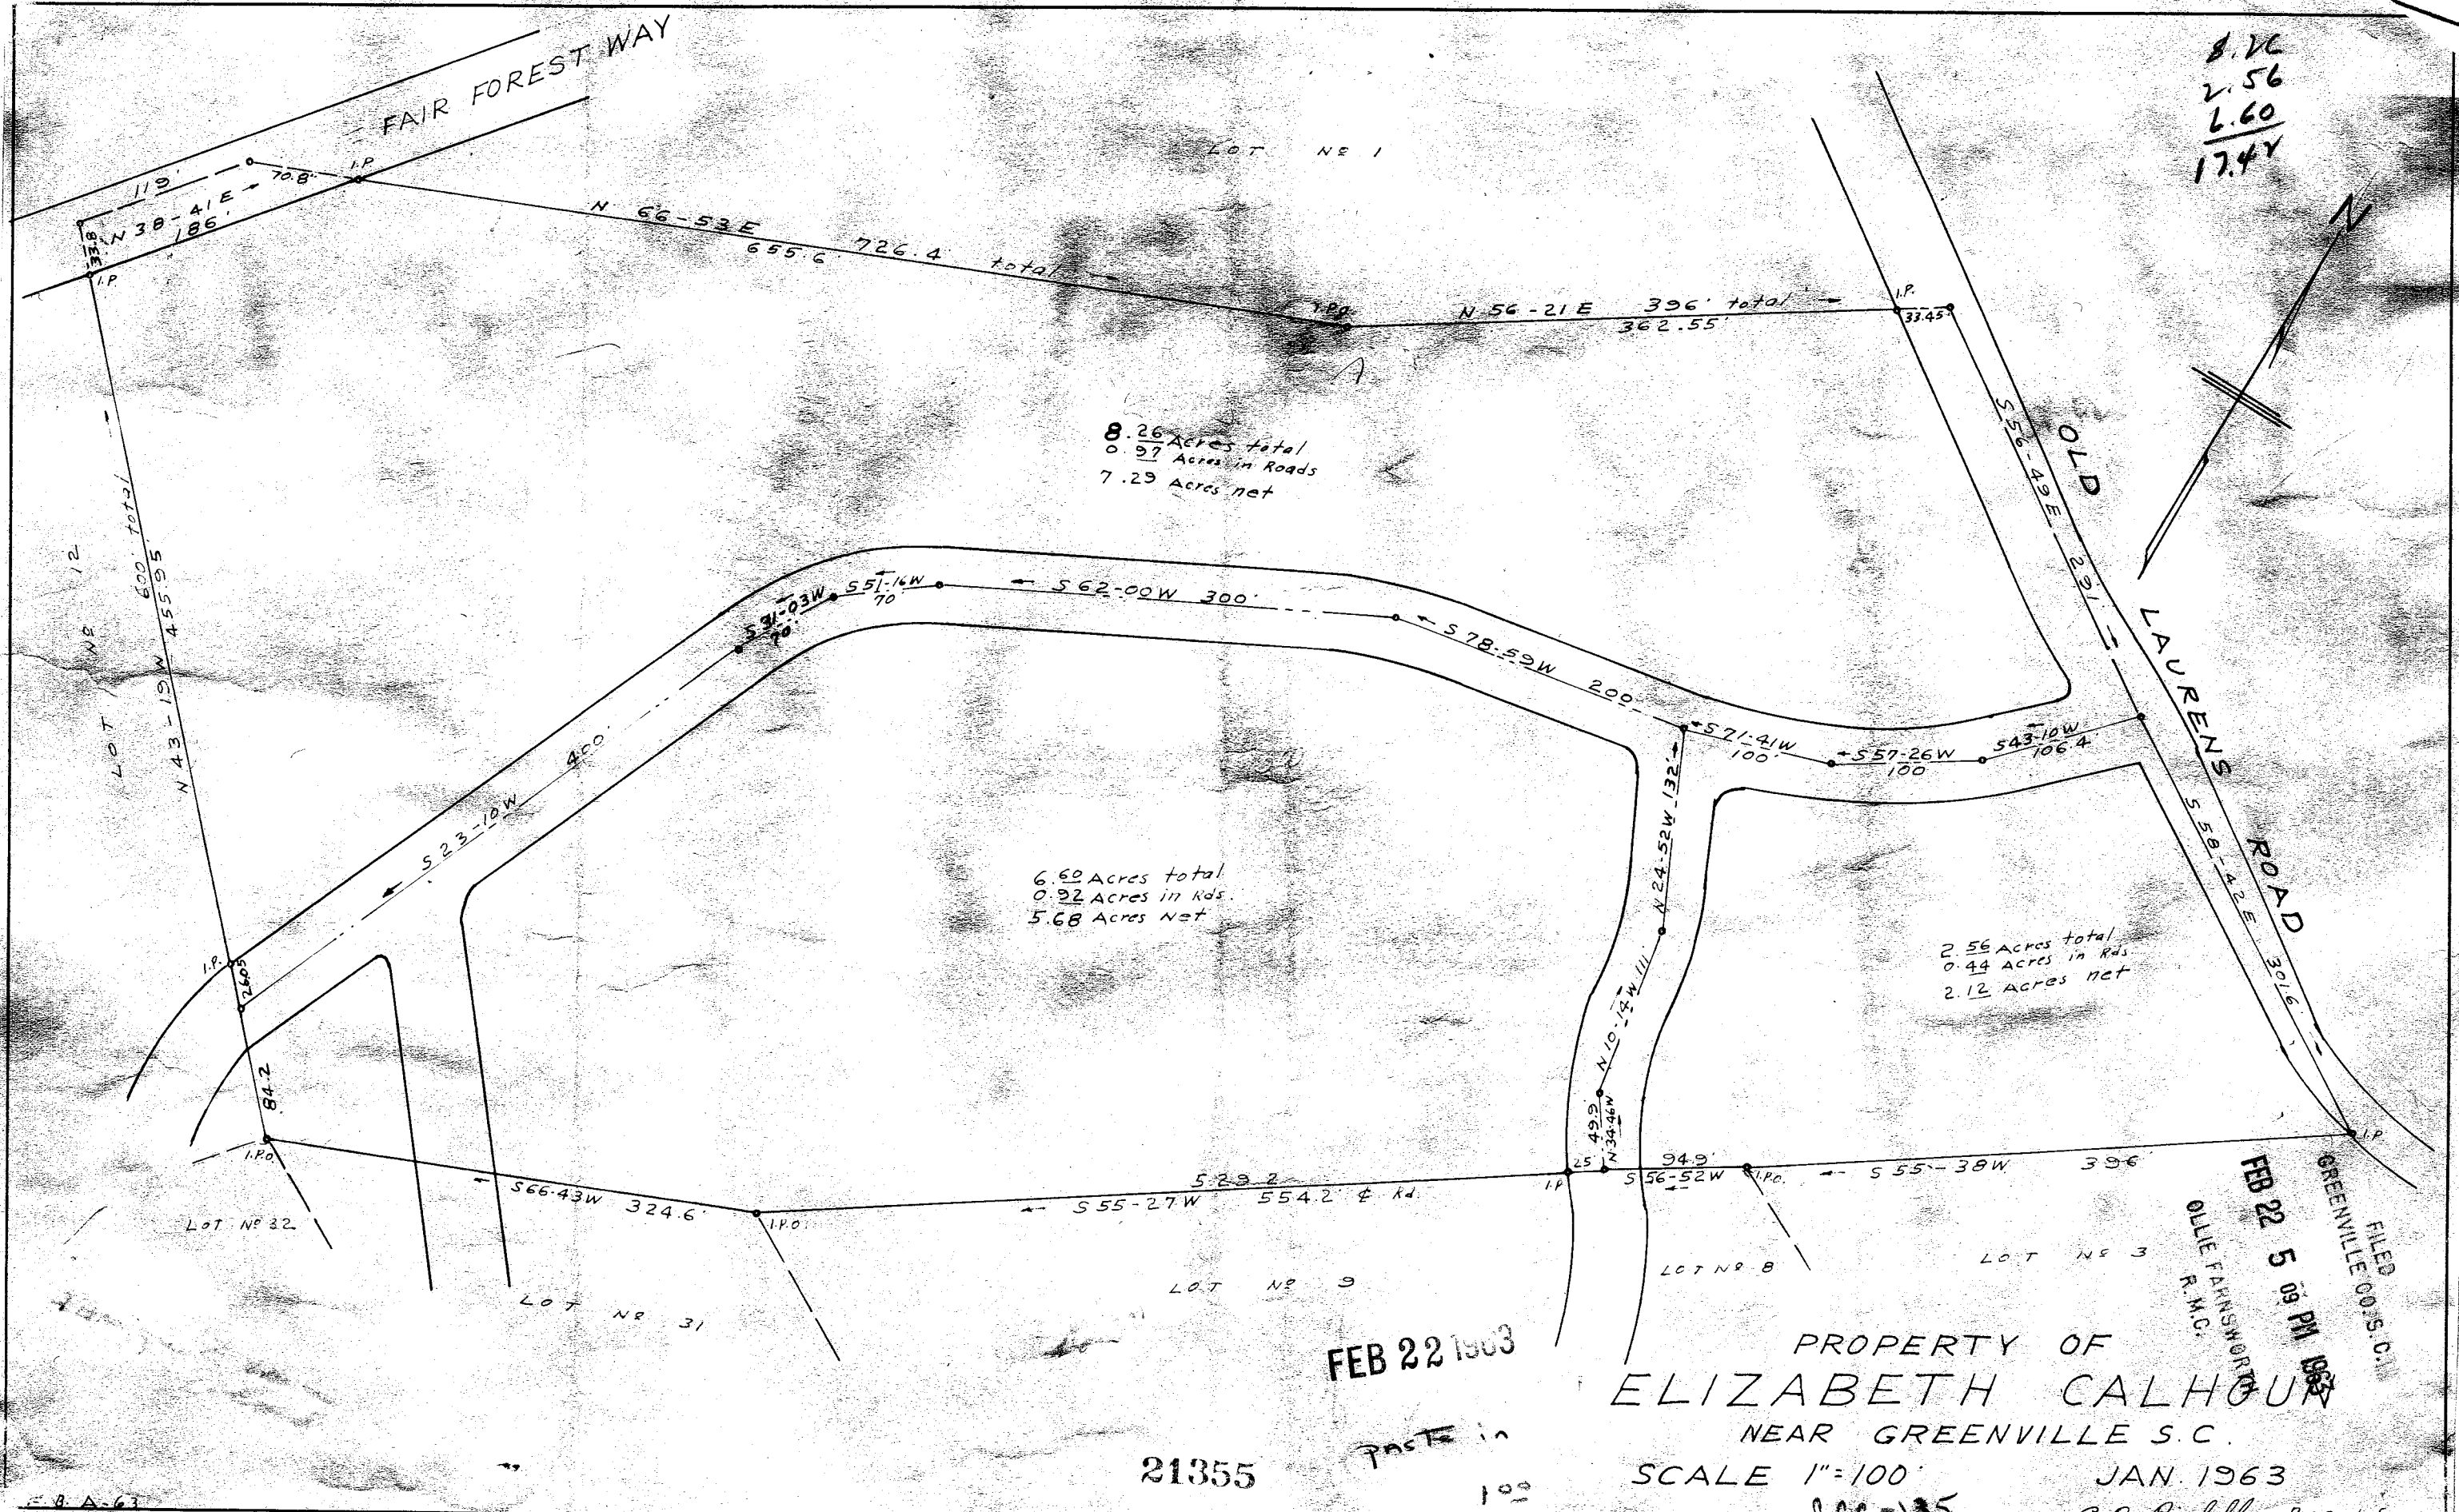 FAIR FOREST WAY
119'
N 38-41 E
186'
33.8
I.P.
70.8'
I.P.
N 66-53 E 726.4 total
655.6
LOT Nº 1
I.P.O.
N 56-21 E 396' total
362.55'
I.P.
33.45'
2.56
17.42
N
OLD LAURENS ROAD
S 56-49 E 291'
S 58-42 E 301.6
I.P.
8.26 Acres total
0.97 Acres in Roads
7.29 Acres net
LOT Nº 12
600' total
N 43-19 W 455.95
I.P.
26.05
84.2
I.P.O.
S 23-10 W 400'
S 31-03 W
70'
S 51-16 W
70
S 62-00 W 300'
S 78-59 W 200
S 71-41 W
100'
S 57-26 W
100
S 43-10 W
106.4
N 24-52 W 132'
N 10-14 W 111'
49.9'
N 34-46 W
6.60 Acres total
0.92 Acres in Rds.
5.68 Acres Net
2.56 Acres total
0.44 Acres in Rds
2.12 Acres net
S 66-43 W 324.6'
I.P.O.
529.2
S 55-27 W 554.2 ¢ Rd.
I.P.
25
94.9'
S 56-52 W
I.P.O.
S 55-38 W 396
LOT Nº 32
LOT Nº 31
LOT Nº 9
LOT Nº 8
LOT Nº 3
FILED
GREENVILLE CO. S. C.
FEB 22 5 09 PM 1963
OLLIE FARNSWORTH
R. M. C.
FEB 22 1963
PROPERTY OF
ELIZABETH CALHOUN
NEAR GREENVILLE S.C.
SCALE 1"=100' JAN. 1963
paste in
21355
1 00